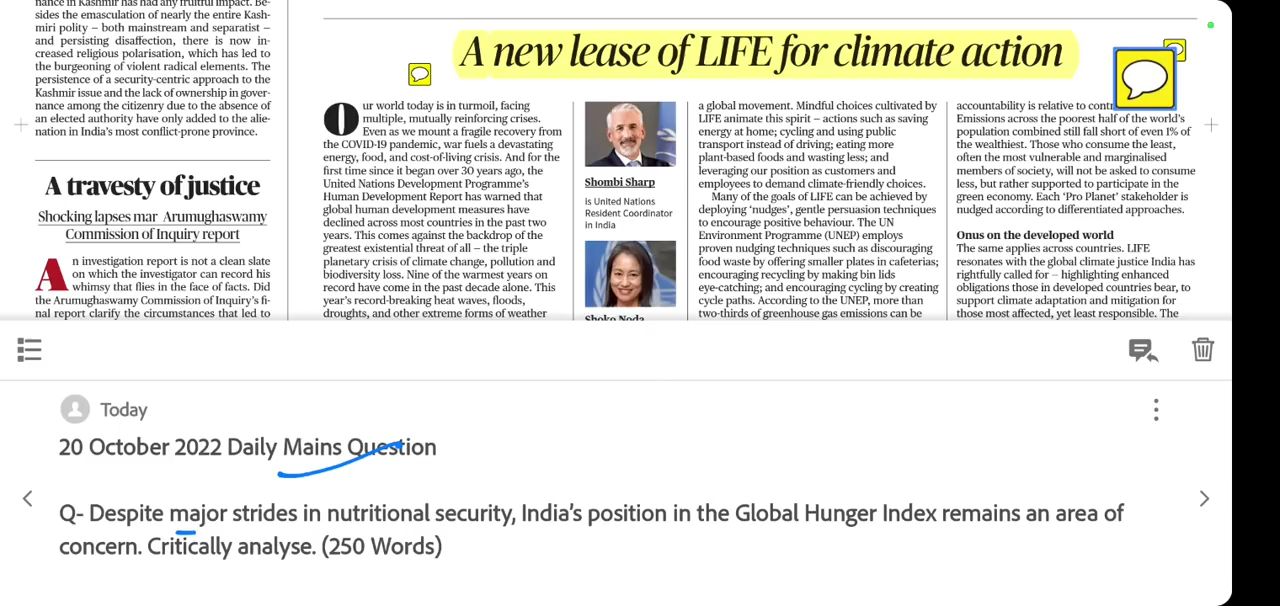 nance in Kashmir has had any fruitful impact. Be-
sides the emasculation of nearly the entire Kash-
miri polity – both mainstream and separatist –
and persisting disaffection, there is now in-
creased religious polarisation, which has led to
the burgeoning of violent radical elements. The
persistence of a security-centric approach to the
Kashmir issue and the lack of ownership in gover-
nance among the citizenry due to the absence of
an elected authority have only added to the alie-
nation in India's most conflict-prone province.
A travesty of justice
Shocking lapses mar Arumughaswamy
Commission of Inquiry report
An investigation report is not a clean slate
on which the investigator can record his
whimsy that flies in the face of facts. Did
the Arumughaswamy Commission of Inquiry's fi-
nal report clarify the circumstances that led to
A new lease of LIFE for climate action
Our world today is in turmoil, facing
multiple, mutually reinforcing crises.
Even as we mount a fragile recovery from
the COVID-19 pandemic, war fuels a devastating
energy, food, and cost-of-living crisis. And for the
first time since it began over 30 years ago, the
United Nations Development Programme's
Human Development Report has warned that
global human development measures have
declined across most countries in the past two
years. This comes against the backdrop of the
greatest existential threat of all – the triple
planetary crisis of climate change, pollution and
biodiversity loss. Nine of the warmest years on
record have come in the past decade alone. This
year's record-breaking heat waves, floods,
droughts, and other extreme forms of weather
Shombi Sharp
is United Nations
Resident Coordinator
in India
Shoko Noda
a global movement. Mindful choices cultivated by
LIFE animate this spirit – actions such as saving
energy at home; cycling and using public
transport instead of driving; eating more
plant-based foods and wasting less; and
leveraging our position as customers and
employees to demand climate-friendly choices.
Many of the goals of LIFE can be achieved by
deploying 'nudges', gentle persuasion techniques
to encourage positive behaviour. The UN
Environment Programme (UNEP) employs
proven nudging techniques such as discouraging
food waste by offering smaller plates in cafeterias;
encouraging recycling by making bin lids
eye-catching; and encouraging cycling by creating
cycle paths. According to the UNEP, more than
two-thirds of greenhouse gas emissions can be
accountability is relative to
Emissions across the poorest half of the world's
population combined still fall short of even 1% of
the wealthiest. Those who consume the least,
often the most vulnerable and marginalised
members of society, will not be asked to consume
less, but rather supported to participate in the
green economy. Each 'Pro Planet' stakeholder is
nudged according to differentiated approaches.
Onus on the developed world
The same applies across countries. LIFE
resonates with the global climate justice India has
rightfully called for – highlighting enhanced
obligations those in developed countries bear, to
support climate adaptation and mitigation for
those most affected, yet least responsible. The
Today
20 October 2022 Daily Mains Question
Q- Despite major strides in nutritional security, India's position in the Global Hunger Index remains an area of
concern. Critically analyse. (250 Words)